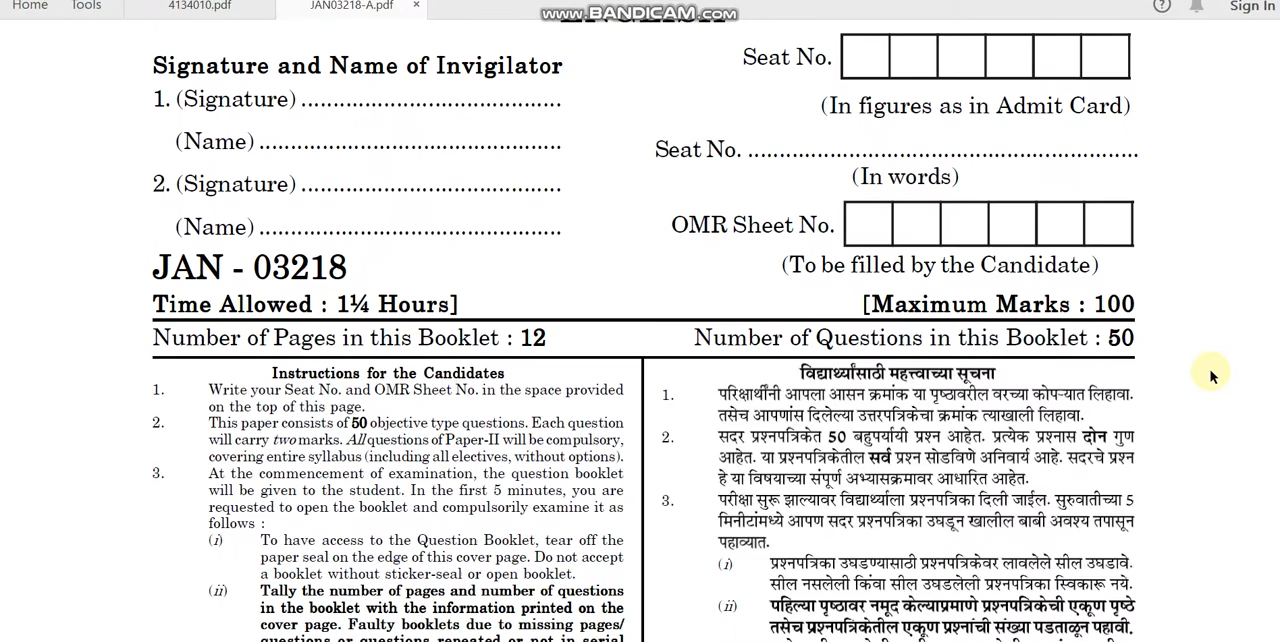 Home Tools 4134010.pdf JAN03218-A.pdf × Sign In
www.BANDICAM.com
Signature and Name of Invigilator
1. (Signature) .........................................
(Name) ................................................
2. (Signature) .........................................
(Name) ................................................
Seat No.
(In figures as in Admit Card)
Seat No. ..............................................................
(In words)
OMR Sheet No.
(To be filled by the Candidate)
JAN - 03218
Time Allowed : 1¼ Hours] [Maximum Marks : 100
Number of Pages in this Booklet : 12 Number of Questions in this Booklet : 50
Instructions for the Candidates
1. Write your Seat No. and OMR Sheet No. in the space provided
on the top of this page.
2. This paper consists of 50 objective type questions. Each question
will carry two marks. All questions of Paper-II will be compulsory,
covering entire syllabus (including all electives, without options).
3. At the commencement of examination, the question booklet
will be given to the student. In the first 5 minutes, you are
requested to open the booklet and compulsorily examine it as
follows :
(i) To have access to the Question Booklet, tear off the
paper seal on the edge of this cover page. Do not accept
a booklet without sticker-seal or open booklet.
(ii) Tally the number of pages and number of questions
in the booklet with the information printed on the
cover page. Faulty booklets due to missing pages/
questions or questions repeated or not in serial
विद्यार्थ्यांसाठी महत्त्वाच्या सूचना
1. परिक्षार्थींनी आपला आसन क्रमांक या पृष्ठावरील वरच्या कोपऱ्यात लिहावा.
तसेच आपणांस दिलेल्या उत्तरपत्रिकेचा क्रमांक त्याखाली लिहावा.
2. सदर प्रश्नपत्रिकेत 50 बहुपर्यायी प्रश्न आहेत. प्रत्येक प्रश्नास दोन गुण
आहेत. या प्रश्नपत्रिकेतील सर्व प्रश्न सोडविणे अनिवार्य आहे. सदरचे प्रश्न
हे या विषयाच्या संपूर्ण अभ्यासक्रमावर आधारित आहेत.
3. परीक्षा सुरू झाल्यावर विद्यार्थ्याला प्रश्नपत्रिका दिली जाईल. सुरुवातीच्या 5
मिनीटांमध्ये आपण सदर प्रश्नपत्रिका उघडून खालील बाबी अवश्य तपासून
पहाव्यात.
(i) प्रश्नपत्रिका उघडण्यासाठी प्रश्नपत्रिकेवर लावलेले सील उघडावे.
सील नसलेली किंवा सील उघडलेली प्रश्नपत्रिका स्विकारू नये.
(ii) पहिल्या पृष्ठावर नमूद केल्याप्रमाणे प्रश्नपत्रिकेची एकूण पृष्ठे
तसेच प्रश्नपत्रिकेतील एकूण प्रश्नांची संख्या पडताळून पहावी.